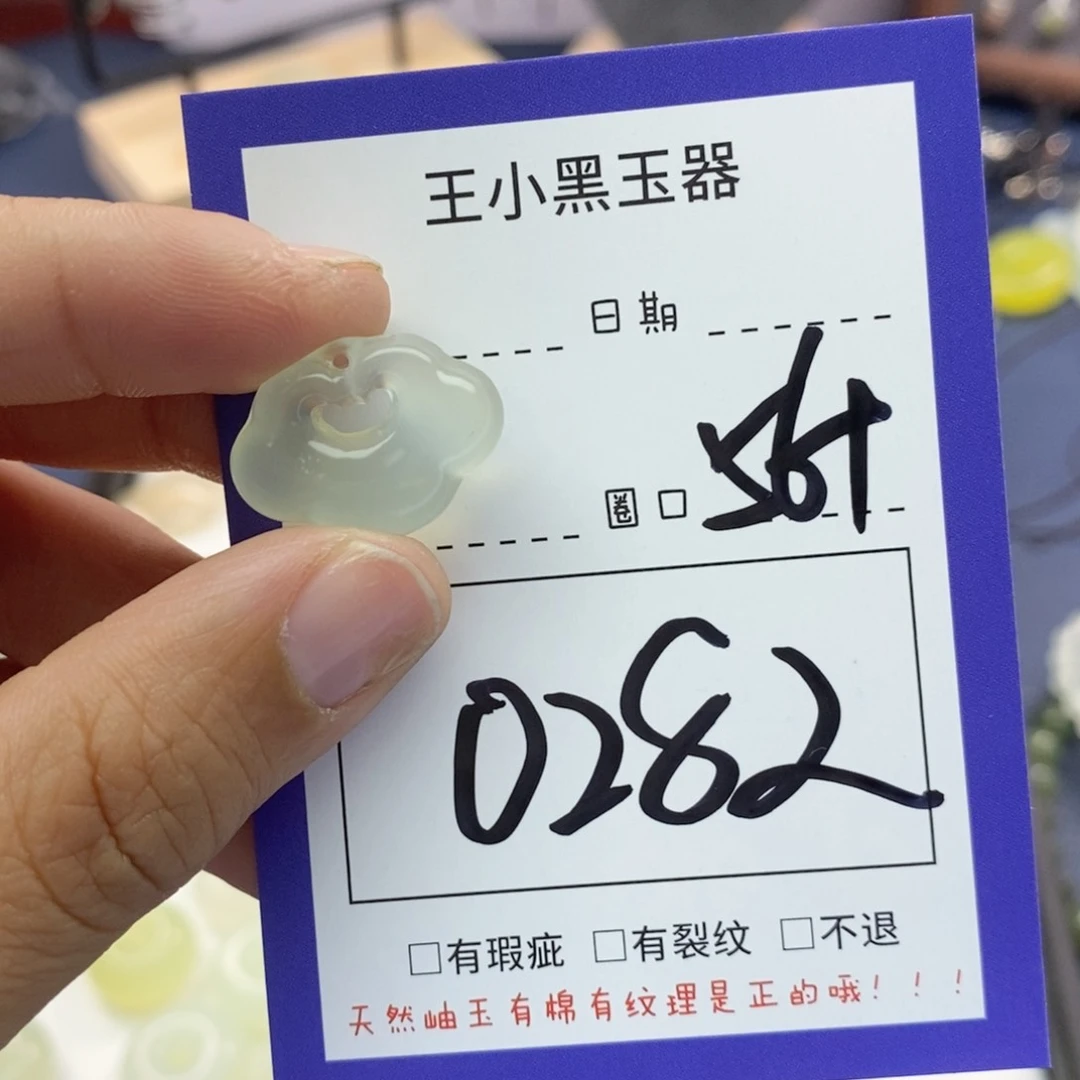 王小黑玉器
日期
圈口
0282
□有瑕疵 □有裂纹 □不退
天然岫玉有棉有纹理是正的哦！！！